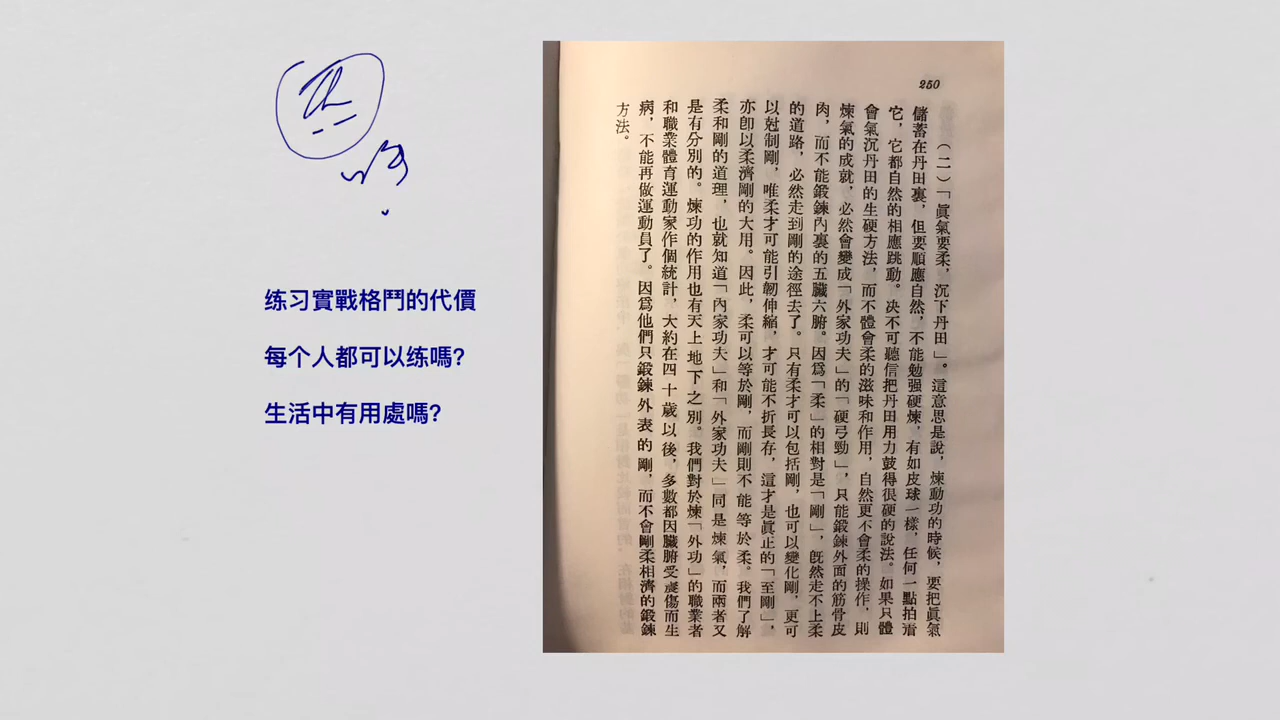 练习實戰格鬥的代價
每个人都可以练嗎?
生活中有用處嗎?
250
（二）「眞氣要柔，沉下丹田」。這意思是說，煉動功的時候，要把眞氣
儲蓄在丹田裏，但要順應自然，不能勉强硬煉，有如皮球一樣，任何一點拍着
它，它都自然的相應跳動。决不可聽信把丹田用力鼓得很硬的說法。如果只體
會氣沉丹田的生硬方法，而不體會柔的滋味和作用，自然更不會柔的操作，則
煉氣的成就，必然會變成「外家功夫」的「硬弓勁」，只能鍛鍊外面的筋骨皮
肉，而不能鍛鍊內裏的五臟六腑。因爲「柔」的相對是「剛」，旣然走不上柔
的道路，必然走到剛的途徑去了。只有柔才可以包括剛，也可以變化剛，更可
以尅制剛，唯柔才可能引韌伸縮，才可能不折長存，這才是眞正的「至剛」，
亦卽以柔濟剛的大用。因此，柔可以等於剛，而剛則不能等於柔。我們了解
柔和剛的道理，也就知道「內家功夫」和「外家功夫」同是煉氣，而兩者又
是有分別的。煉功的作用也有天上地下之別。我們對於煉「外功」的職業者
和職業體育運動家作個統計，大約在四十歲以後，多數都因臟腑受虔傷而生
病，不能再做運動員了。因爲他們只鍛鍊外表的剛，而不會剛柔相濟的鍛鍊
方法。